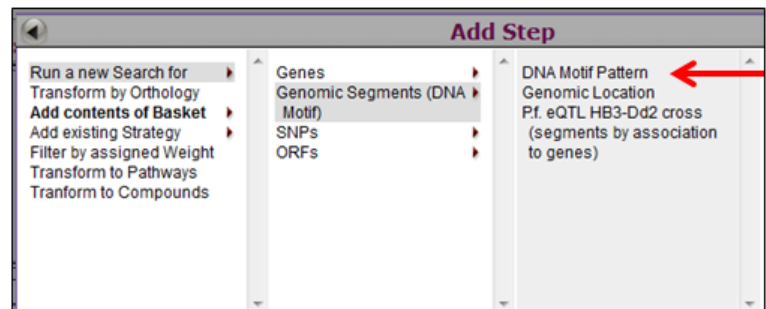 Add Step
Run a new Search for
Transform by Orthology
Add contents of Basket
Add existing Strategy
Filter by assigned Weight
Transform to Pathways
Tranform to Compounds
Genes
Genomic Segments (DNA
Motif)
SNPs
ORFs
DNA Motif Pattern
Genomic Location
P.f. eQTL HB3-Dd2 cross
(segments by association
to genes)